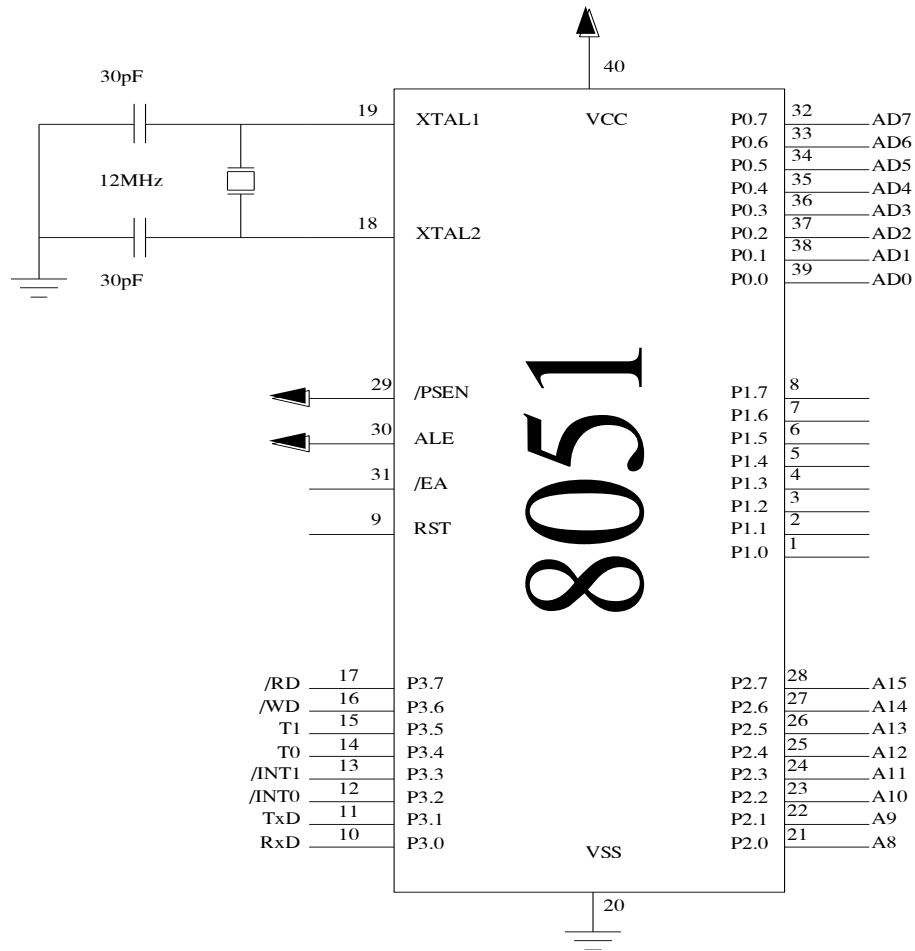 40
30pF
19
XTAL1
VCC
P0.7
32
AD7
P0.6
33
AD6
P0.5
34
AD5
12MHz
P0.4
35
AD4
P0.3
36
AD3
18
XTAL2
P0.2
37
AD2
P0.1
38
AD1
30pF
P0.0
39
AD0
8051
29
/PSEN
P1.7
8
P1.6
7
30
ALE
P1.5
6
P1.4
5
31
/EA
P1.3
4
P1.2
3
9
RST
P1.1
2
P1.0
1
/RD
17
P3.7
P2.7
28
A15
/WD
16
P3.6
P2.6
27
A14
T1
15
P3.5
P2.5
26
A13
T0
14
P3.4
P2.4
25
A12
/INT1
13
P3.3
P2.3
24
A11
/INT0
12
P3.2
P2.2
23
A10
TxD
11
P3.1
P2.1
22
A9
RxD
10
P3.0
P2.0
21
A8
VSS
20